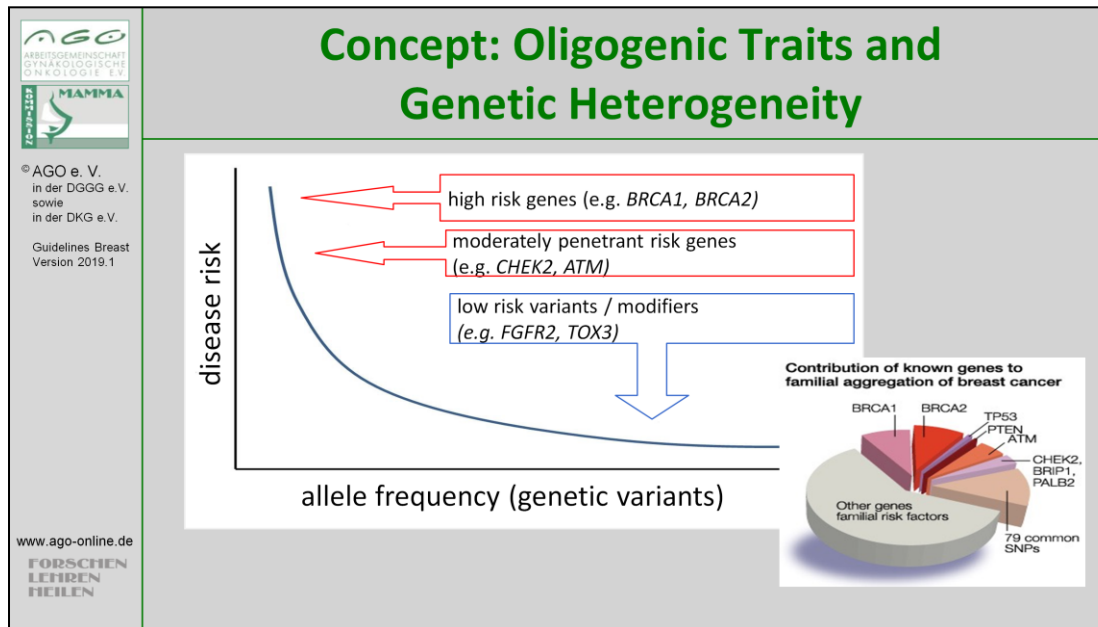 AGO
ARBEITSGEMEINSCHAFT
GYNÄKOLOGISCHE
ONKOLOGIE E.V.
KOMMISSION
MAMMA
© AGO e. V.
in der DGGG e.V.
sowie
in der DKG e.V.
Guidelines Breast
Version 2019.1
www.ago-online.de
FORSCHEN
LEHREN
HEILEN
Concept: Oligogenic Traits and
Genetic Heterogeneity
disease risk
high risk genes (e.g. BRCA1, BRCA2)
moderately penetrant risk genes
(e.g. CHEK2, ATM)
low risk variants / modifiers
(e.g. FGFR2, TOX3)
allele frequency (genetic variants)
Contribution of known genes to
familial aggregation of breast cancer
BRCA1
BRCA2
TP53
PTEN
ATM
CHEK2,
BRIP1,
PALB2
Other genes
familial risk factors
79 common
SNPs